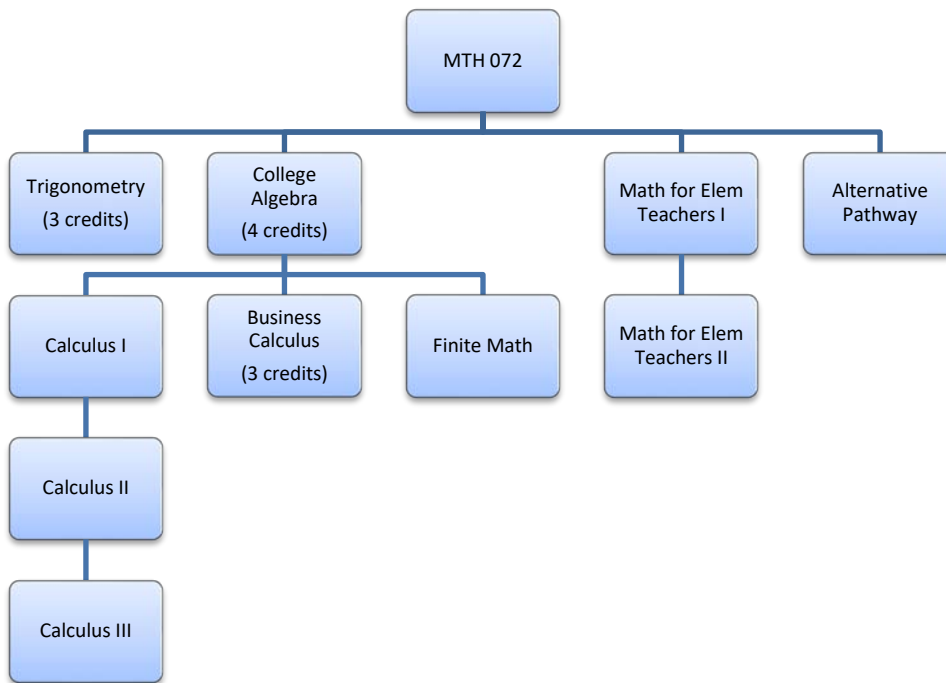 MTH 072
Trigonometry
(3 credits)
College
Algebra
(4 credits)
Math for Elem
Teachers I
Alternative
Pathway
Calculus I
Business
Calculus
(3 credits)
Finite Math
Math for Elem
Teachers II
Calculus II
Calculus III